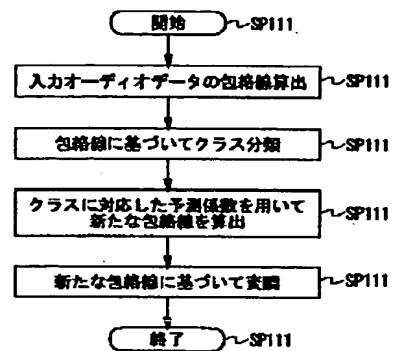 開始 SP111
入力オーディオデータの包絡線算出 SP111
包絡線に基づいてクラス分類 SP111
クラスに対応した予測係数を用いて
新たな包絡線を算出 SP111
新たな包絡線に基づいて変調 SP111
終了 SP111